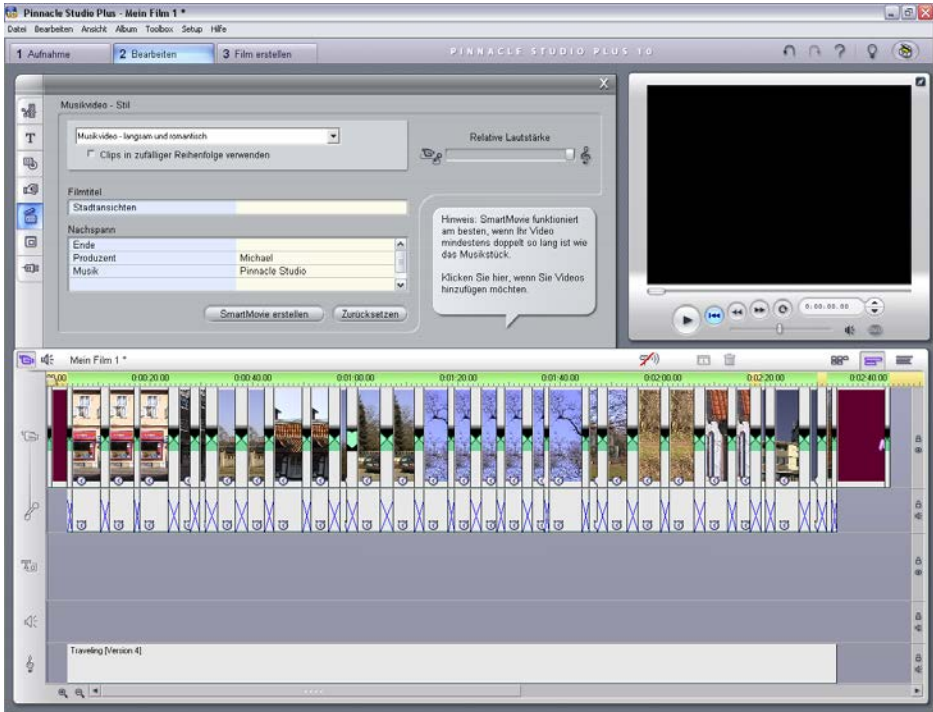 Pinnacle Studio Plus - Mein Film 1 *
Datei Bearbeiten Ansicht Album Toolbox Setup Hilfe
1 Aufnahme
2 Bearbeiten
3 Film erstellen
PINNACLE STUDIO PLUS 10
Musikvideo - Stil
Musikvideo - langsam und romantisch
Clips in zufälliger Reihenfolge verwenden
Relative Lautstärke
Filmtitel
Stadtansichten
Nachspann
Ende
Produzent Michael
Musik Pinnacle Studio
SmartMovie erstellen
Zurücksetzen
Hinweis: SmartMovie funktioniert
am besten, wenn Ihr Video
mindestens doppelt so lang ist wie
das Musikstück.
Klicken Sie hier, wenn Sie Videos
hinzufügen möchten.
0:00:00.00
Mein Film 1 *
0:00:20.00 0:00:40.00 0:01:00.00 0:01:20.00 0:01:40.00 0:02:00.00 0:02:20.00 0:02:40.00
Traveling [Version 4]